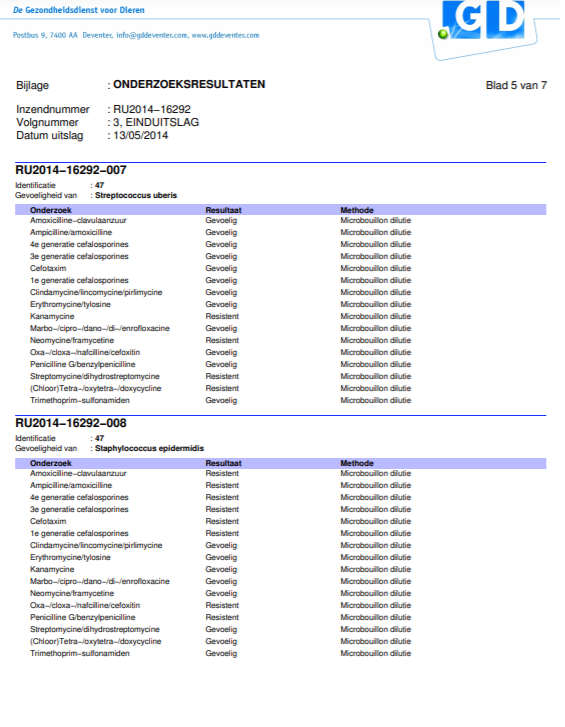 De Gezondheidsdienst voor Dieren
GD
Postbus 9, 7400 AA Deventer, info@gddeventer.com, www.gddeventer.com
Bijlage : ONDERZOEKSRESULTATEN Blad 5 van 7
Inzendnummer : RU2014-16292
Volgnummer : 3, EINDUITSLAG
Datum uitslag : 13/05/2014
RU2014-16292-007
Identificatie : 47
Gevoeligheid van : Streptococcus uberis
Onderzoek Resultaat Methode
Amoxicilline-clavulaanzuur Gevoelig Microbouillon dilutie
Ampicilline/amoxicilline Gevoelig Microbouillon dilutie
4e generatie cefalosporines Gevoelig Microbouillon dilutie
3e generatie cefalosporines Gevoelig Microbouillon dilutie
Cefotaxim Gevoelig Microbouillon dilutie
1e generatie cefalosporines Gevoelig Microbouillon dilutie
Clindamycine/lincomycine/pirlimycine Gevoelig Microbouillon dilutie
Erythromycine/tylosine Gevoelig Microbouillon dilutie
Kanamycine Resistent Microbouillon dilutie
Marbo-/cipro-/dano-/di-/enrofloxacine Gevoelig Microbouillon dilutie
Neomycine/framycetine Resistent Microbouillon dilutie
Oxa-/cloxa-/nafcilline/cefoxitin Gevoelig Microbouillon dilutie
Penicilline G/benzylpenicilline Gevoelig Microbouillon dilutie
Streptomycine/dihydrostreptomycine Resistent Microbouillon dilutie
(Chloor)Tetra-/oxytetra-/doxycycline Resistent Microbouillon dilutie
Trimethoprim-sulfonamiden Gevoelig Microbouillon dilutie
RU2014-16292-008
Identificatie : 47
Gevoeligheid van : Staphylococcus epidermidis
Onderzoek Resultaat Methode
Amoxicilline-clavulaanzuur Resistent Microbouillon dilutie
Ampicilline/amoxicilline Resistent Microbouillon dilutie
4e generatie cefalosporines Resistent Microbouillon dilutie
3e generatie cefalosporines Resistent Microbouillon dilutie
Cefotaxim Resistent Microbouillon dilutie
1e generatie cefalosporines Resistent Microbouillon dilutie
Clindamycine/lincomycine/pirlimycine Gevoelig Microbouillon dilutie
Erythromycine/tylosine Gevoelig Microbouillon dilutie
Kanamycine Gevoelig Microbouillon dilutie
Marbo-/cipro-/dano-/di-/enrofloxacine Gevoelig Microbouillon dilutie
Neomycine/framycetine Gevoelig Microbouillon dilutie
Oxa-/cloxa-/nafcilline/cefoxitin Resistent Microbouillon dilutie
Penicilline G/benzylpenicilline Resistent Microbouillon dilutie
Streptomycine/dihydrostreptomycine Gevoelig Microbouillon dilutie
(Chloor)Tetra-/oxytetra-/doxycycline Gevoelig Microbouillon dilutie
Trimethoprim-sulfonamiden Gevoelig Microbouillon dilutie